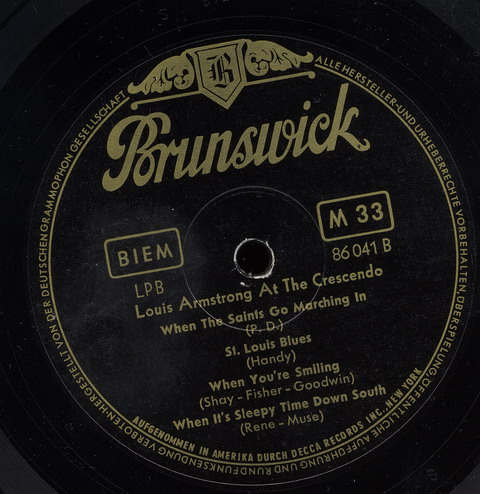 B
Brunswick
BIEM
M 33
LPB
86 041 B
Louis Armstrong At The Crescendo
When The Saints Go Marching In
(P. D.)
St. Louis Blues
(Handy)
When You're Smiling
(Shay - Fisher - Goodwin)
When It's Sleepy Time Down South
(Rene - Muse)
AUFGENOMMEN IN AMERIKA DURCH DECCA RECORDS INC., NEW YORK
HERGESTELLT VON DER DEUTSCHEN GRAMMOPHON GESELLSCHAFT
ALLE HERSTELLER- UND URHEBERRECHTE VORBEHALTEN / ÜBERSPIELUNG / ÖFFENTLICHE AUFFÜHRUNG UND RUNDFUNKSENDUNG VERBOTEN